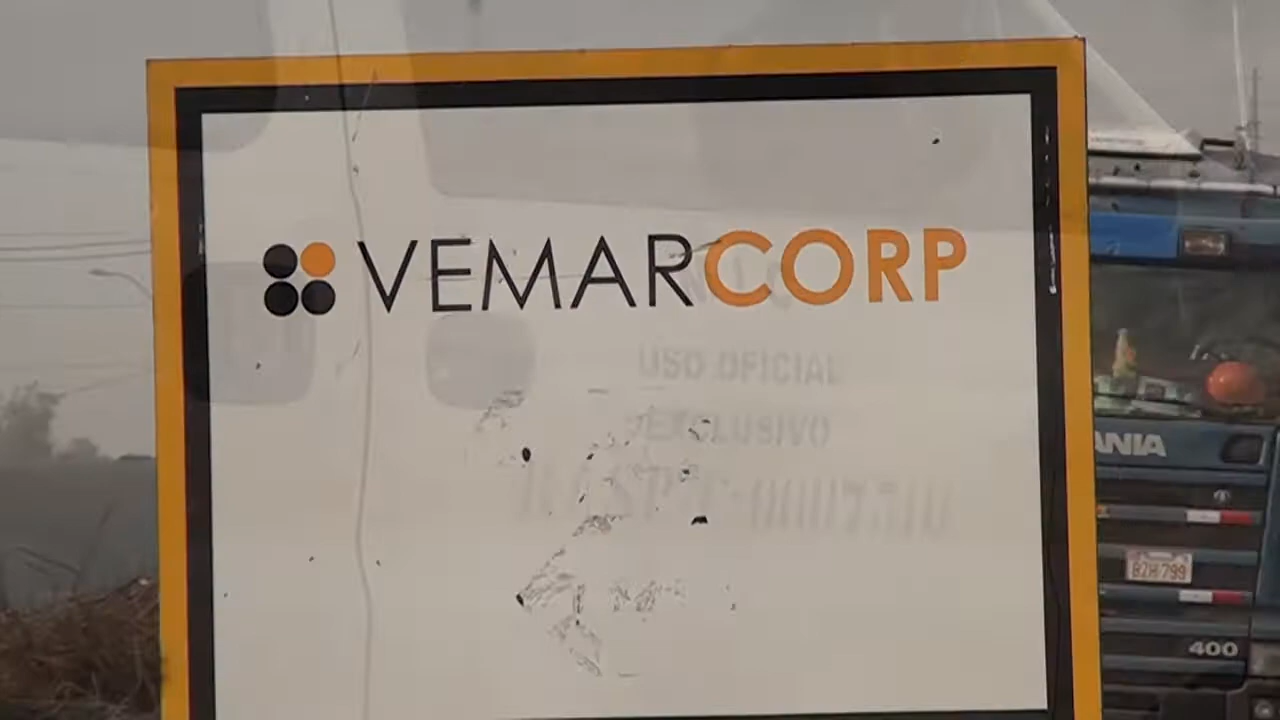 VEMARCORP
USO OFICIAL
EXCLUSIVO
ANIA
BZH-799
400